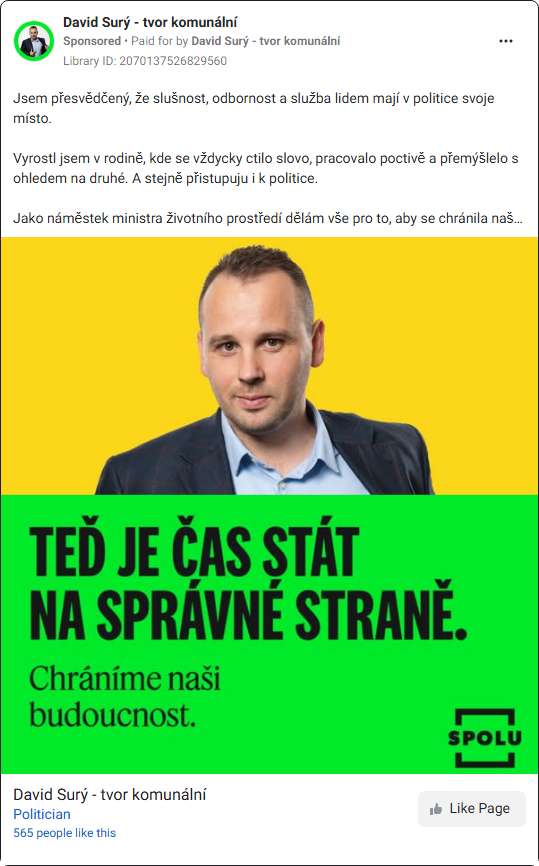 David Surý - tvor komunální
Sponsored • Paid for by David Surý - tvor komunální
Library ID: 2070137526829560
Jsem přesvědčený, že slušnost, odbornost a služba lidem mají v politice svoje
místo.
Vyrostl jsem v rodině, kde se vždycky ctilo slovo, pracovalo poctivě a přemýšlelo s
ohledem na druhé. A stejně přistupuju i k politice.
Jako náměstek ministra životního prostředí dělám vše pro to, aby se chránila naš...
TEĎ JE ČAS STÁT
NA SPRÁVNÉ STRANĚ.
Chráníme naši
budoucnost.
SPOLU
David Surý - tvor komunální
Politician
565 people like this
Like Page